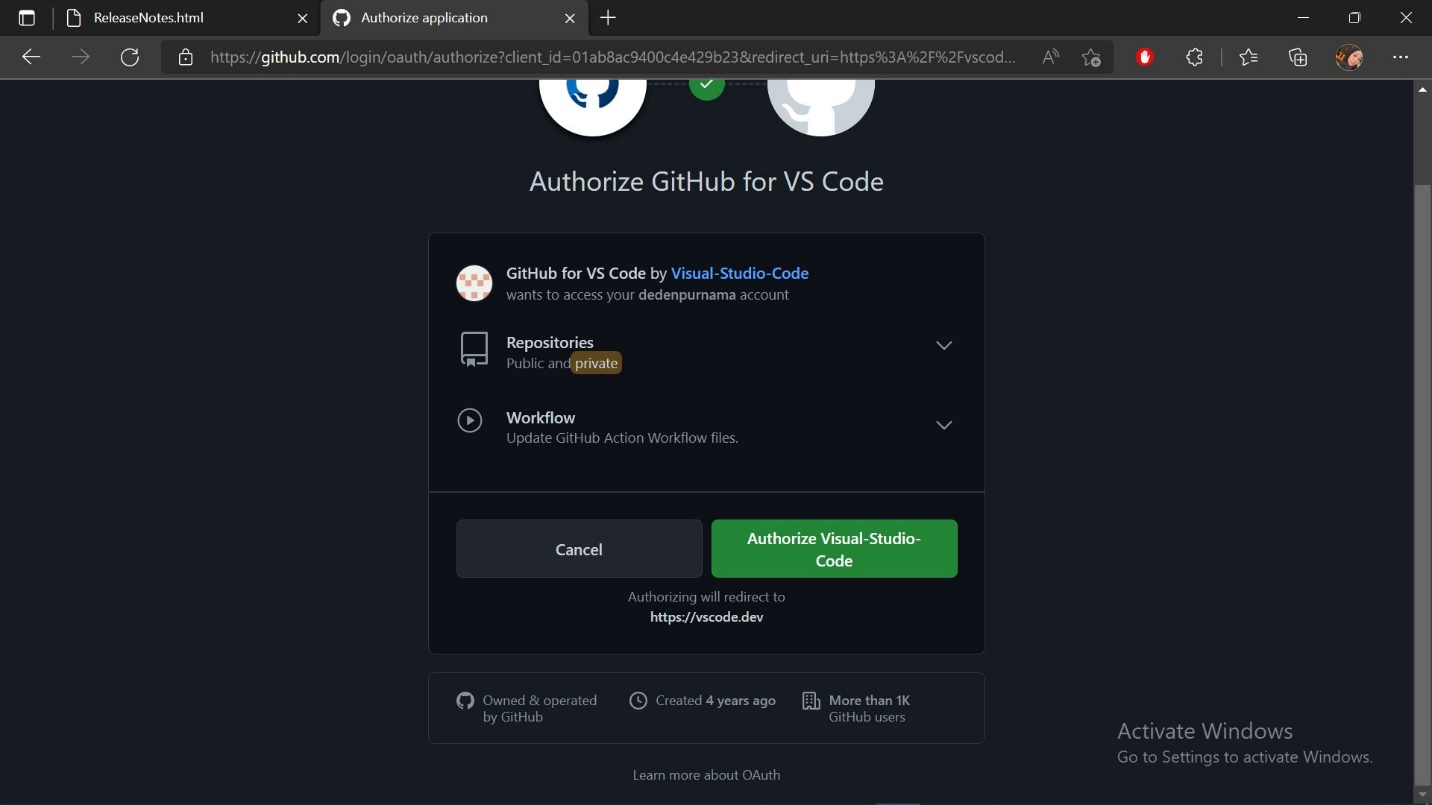 ReleaseNotes.html
Authorize application
https://github.com/login/oauth/authorize?client_id=01ab8ac9400c4e429b23&redirect_uri=https%3A%2F%2Fvscod...
Authorize GitHub for VS Code
GitHub for VS Code by Visual-Studio-Code
wants to access your dedenpurnama account
Repositories
Public and private
Workflow
Update GitHub Action Workflow files.
Cancel
Authorize Visual-Studio-
Code
Authorizing will redirect to
https://vscode.dev
Owned & operated
by GitHub
Created 4 years ago
More than 1K
GitHub users
Activate Windows
Go to Settings to activate Windows.
Learn more about OAuth